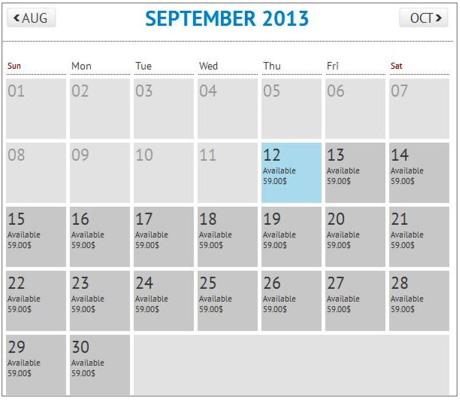 < AUG SEPTEMBER 2013 OCT >
Sun Mon Tue Wed Thu Fri Sat
01 02 03 04 05 06 07
08 09 10 11 12 13 14
Available Available Available
59.00$ 59.00$ 59.00$
15 16 17 18 19 20 21
Available Available Available Available Available Available Available
59.00$ 59.00$ 59.00$ 59.00$ 59.00$ 59.00$ 59.00$
22 23 24 25 26 27 28
Available Available Available Available Available Available Available
59.00$ 59.00$ 59.00$ 59.00$ 59.00$ 59.00$ 59.00$
29 30
Available Available
59.00$ 59.00$